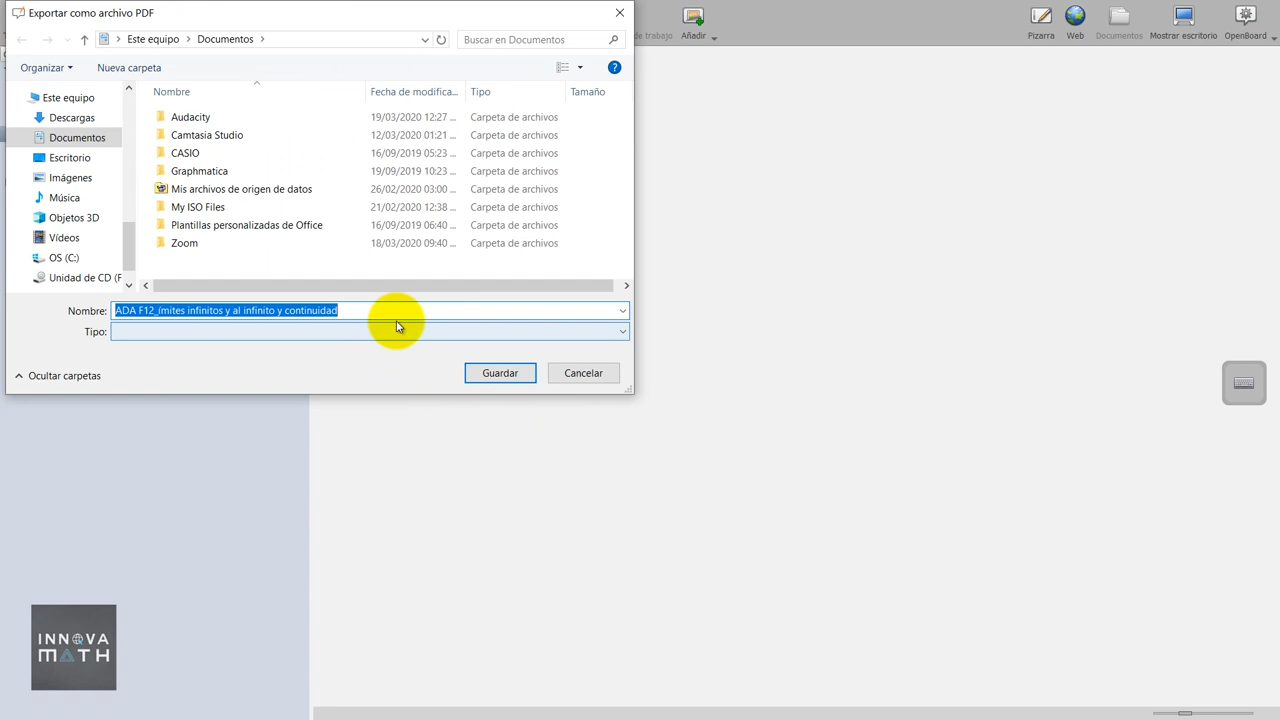 Exportar como archivo PDF
Este equipo
Documentos
Buscar en Documentos
Organizar
Nueva carpeta
Este equipo
Descargas
Documentos
Escritorio
Imágenes
Música
Objetos 3D
Vídeos
OS (C:)
Unidad de CD (F
Nombre
Fecha de modifica...
Tipo
Tamaño
Audacity
19/03/2020 12:27 ...
Carpeta de archivos
Camtasia Studio
12/03/2020 01:21 ...
Carpeta de archivos
CASIO
16/09/2019 05:23 ...
Carpeta de archivos
Graphmatica
19/09/2019 10:23 ...
Carpeta de archivos
Mis archivos de origen de datos
26/02/2020 03:00 ...
Carpeta de archivos
My ISO Files
21/02/2020 12:38 ...
Carpeta de archivos
Plantillas personalizadas de Office
16/09/2019 06:40 ...
Carpeta de archivos
Zoom
18/03/2020 09:40 ...
Carpeta de archivos
Nombre:
ADA F12_ímites infinitos y al infinito y continuidad
Tipo:
Ocultar carpetas
Guardar
Cancelar
de trabajo
Añadir
Pizarra
Web
Documentos
Mostrar escritorio
OpenBoard
INNOVA
MATH